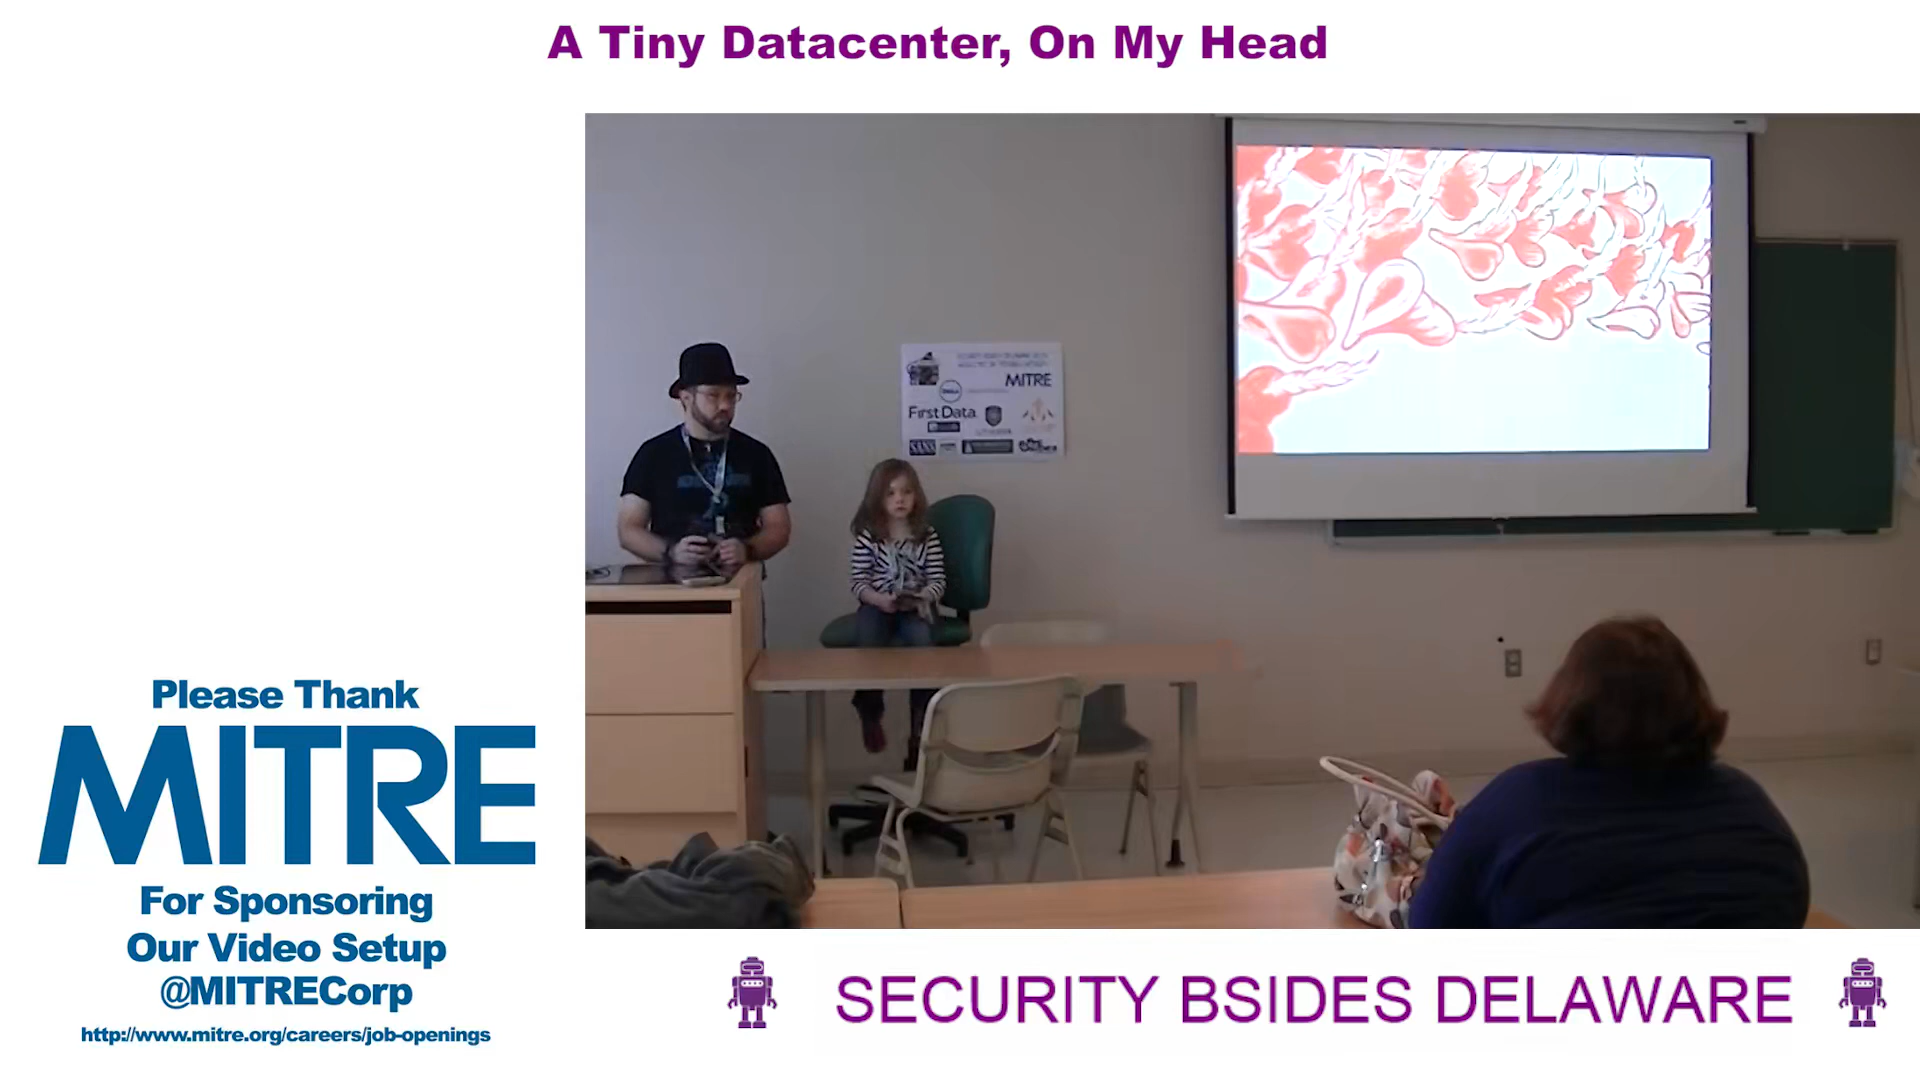 A Tiny Datacenter, On My Head
MITRE
First Data
SANS
Please Thank
MITRE
For Sponsoring
Our Video Setup
@MITRECorp
http://www.mitre.org/careers/job-openings
SECURITY BSIDES DELAWARE